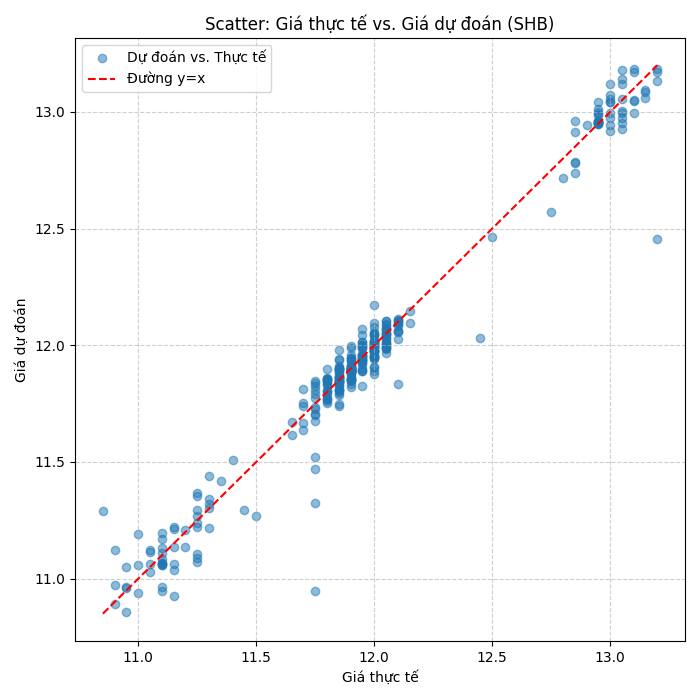 Scatter: Giá thực tế vs. Giá dự đoán (SHB)
Dự đoán vs. Thực tế
Đường y=x
Giá dự đoán
13.0
12.5
12.0
11.5
11.0
11.0 11.5 12.0 12.5 13.0
Giá thực tế